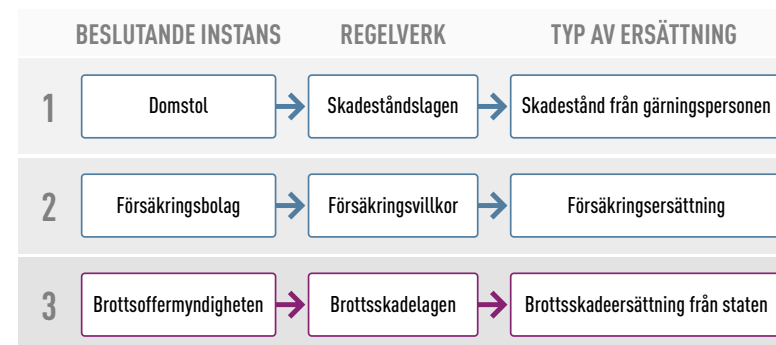 BESLUTANDE INSTANS REGELVERK TYP AV ERSÄTTNING
1 Domstol Skadeståndslagen Skadestånd från gärningspersonen
2 Försäkringsbolag Försäkringsvillkor Försäkringsersättning
3 Brottsoffermyndigheten Brottsskadelagen Brottsskadeersättning från staten